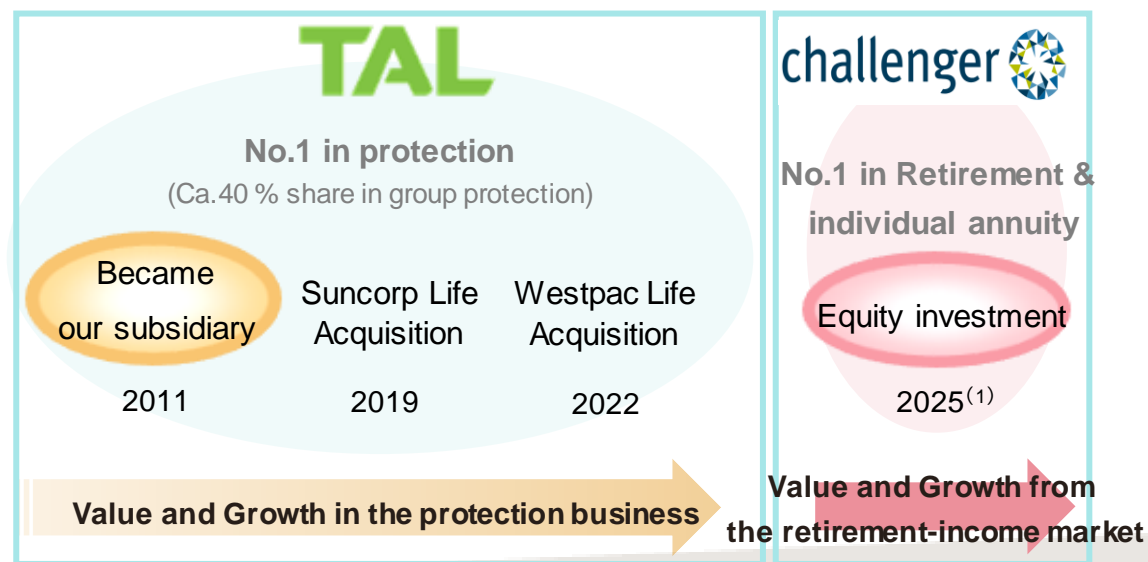 TAL
No.1 in protection
(Ca.40 % share in group protection)
Became
our subsidiary
2011
Suncorp Life
Acquisition
2019
Westpac Life
Acquisition
2022
Value and Growth in the protection business
challenger
No.1 in Retirement &
individual annuity
Equity investment
2025(1)
Value and Growth from
the retirement-income market